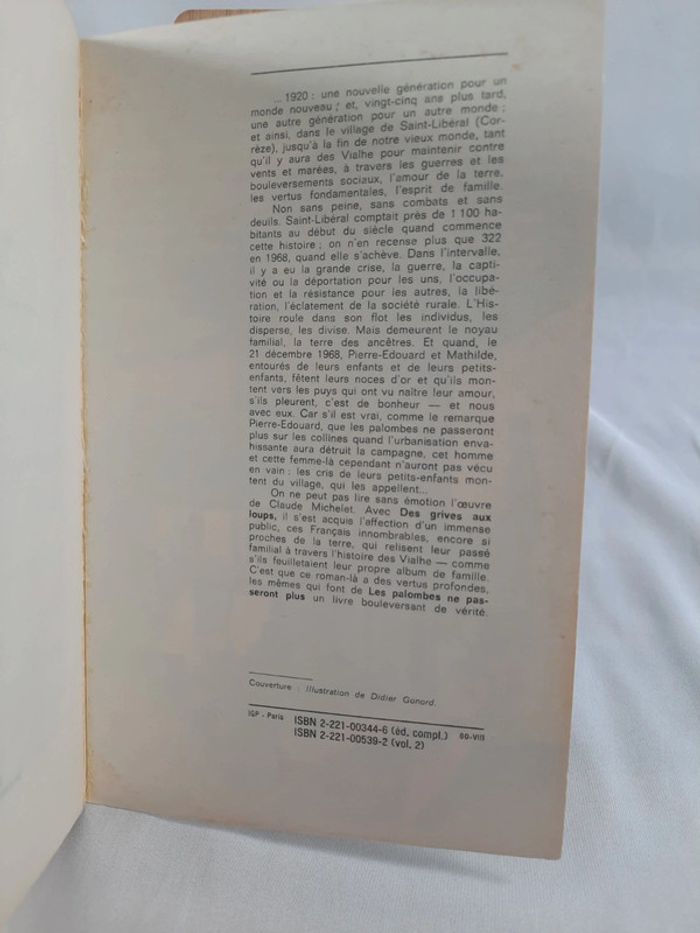 ... 1920 : une nouvelle génération pour un
monde nouveau ; et, vingt-cinq ans plus tard,
une autre génération pour un autre monde ;
et ainsi, dans le village de Saint-Libéral (Cor-
rèze), jusqu'à la fin de notre vieux monde, tant
qu'il y aura des Vialhe pour maintenir contre
vents et marées, à travers les guerres et les
bouleversements sociaux, l'amour de la terre,
les vertus fondamentales, l'esprit de famille.
Non sans peine, sans combats et sans
deuils. Saint-Libéral comptait près de 1 100 ha-
bitants au début du siècle quand commence
cette histoire ; on n'en recense plus que 322
en 1968, quand elle s'achève. Dans l'intervalle,
il y a eu la grande crise, la guerre, la capti-
vité ou la déportation pour les uns, l'occupa-
tion et la résistance pour les autres, la libé-
ration, l'éclatement de la société rurale. L'His-
toire roule dans son flot les individus, les
disperse, les divise. Mais demeurent le noyau
familial, la terre des ancêtres. Et quand, le
21 décembre 1968, Pierre-Edouard et Mathilde,
entourés de leurs enfants et de leurs petits-
enfants, fêtent leurs noces d'or et qu'ils mon-
tent vers les puys qui ont vu naître leur amour,
s'ils pleurent, c'est de bonheur — et nous
avec eux. Car s'il est vrai, comme le remarque
Pierre-Edouard, que les palombes ne passeront
plus sur les collines quand l'urbanisation enva-
hissante aura détruit la campagne, cet homme
et cette femme-là cependant n'auront pas vécu
en vain : les cris de leurs petits-enfants mon-
tent du village, qui les appellent...
On ne peut pas lire sans émotion l'œuvre
de Claude Michelet. Avec Des grives aux
loups, il s'est acquis l'affection d'un immense
public, ces Français innombrables, encore si
proches de la terre, qui relisent leur passé
familial à travers l'histoire des Vialhe — comme
s'ils feuilletaient leur propre album de famille.
C'est que ce roman-là a des vertus profondes,
les mêmes qui font de Les palombes ne pas-
seront plus un livre bouleversant de vérité.
Couverture : Illustration de Didier Gonord.
IGP - Paris ISBN 2-221-00344-6 (éd. compl.) 80-VIII
ISBN 2-221-00539-2 (vol. 2)